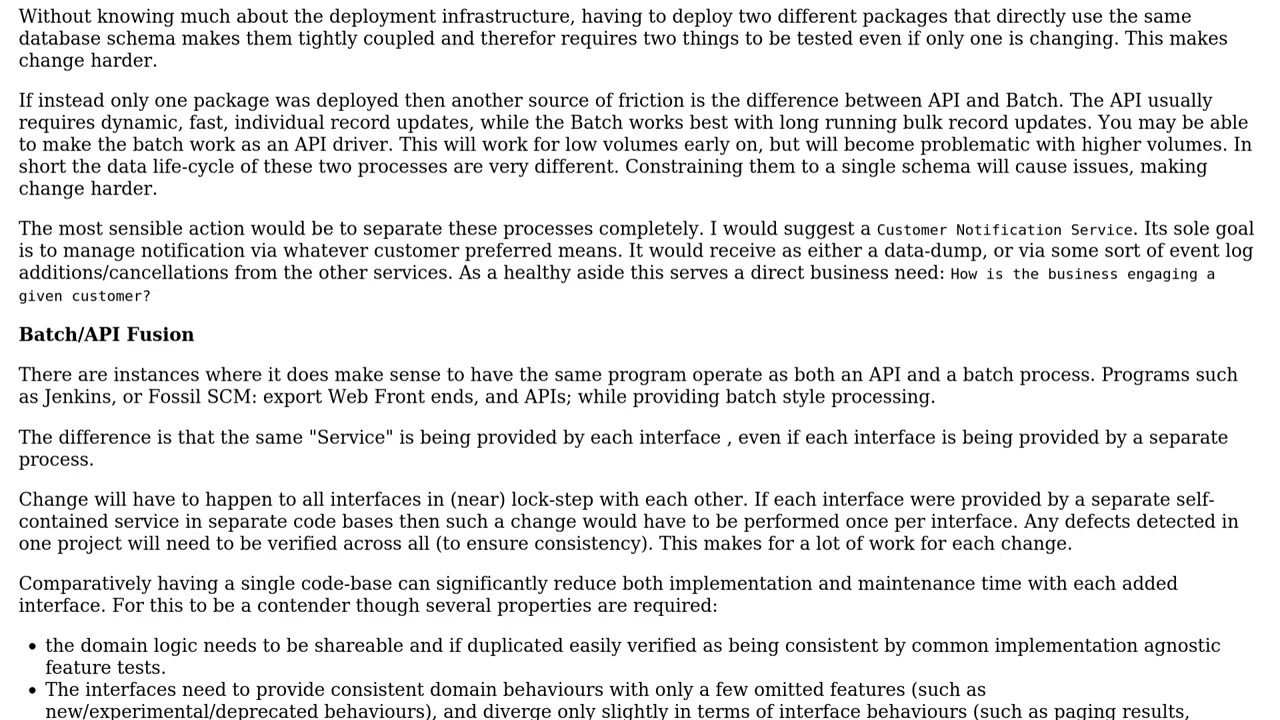 Without knowing much about the deployment infrastructure, having to deploy two different packages that directly use the same
database schema makes them tightly coupled and therefor requires two things to be tested even if only one is changing. This makes
change harder.
If instead only one package was deployed then another source of friction is the difference between API and Batch. The API usually
requires dynamic, fast, individual record updates, while the Batch works best with long running bulk record updates. You may be able
to make the batch work as an API driver. This will work for low volumes early on, but will become problematic with higher volumes. In
short the data life-cycle of these two processes are very different. Constraining them to a single schema will cause issues, making
change harder.
The most sensible action would be to separate these processes completely. I would suggest a Customer Notification Service. Its sole goal
is to manage notification via whatever customer preferred means. It would receive as either a data-dump, or via some sort of event log
additions/cancellations from the other services. As a healthy aside this serves a direct business need: How is the business engaging a
given customer?
Batch/API Fusion
There are instances where it does make sense to have the same program operate as both an API and a batch process. Programs such
as Jenkins, or Fossil SCM: export Web Front ends, and APIs; while providing batch style processing.
The difference is that the same "Service" is being provided by each interface , even if each interface is being provided by a separate
process.
Change will have to happen to all interfaces in (near) lock-step with each other. If each interface were provided by a separate self-
contained service in separate code bases then such a change would have to be performed once per interface. Any defects detected in
one project will need to be verified across all (to ensure consistency). This makes for a lot of work for each change.
Comparatively having a single code-base can significantly reduce both implementation and maintenance time with each added
interface. For this to be a contender though several properties are required:
• the domain logic needs to be shareable and if duplicated easily verified as being consistent by common implementation agnostic
feature tests.
• The interfaces need to provide consistent domain behaviours with only a few omitted features (such as
new/experimental/deprecated behaviours), and diverge only slightly in terms of interface behaviours (such as paging results,